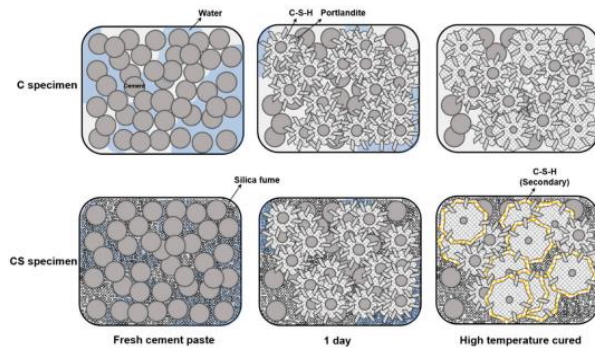 Water
C-S-H
Portlandite
C specimen
Cement
Silica fume
C-S-H
(Secondary)
CS specimen
Fresh cement paste
1 day
High temperature cured